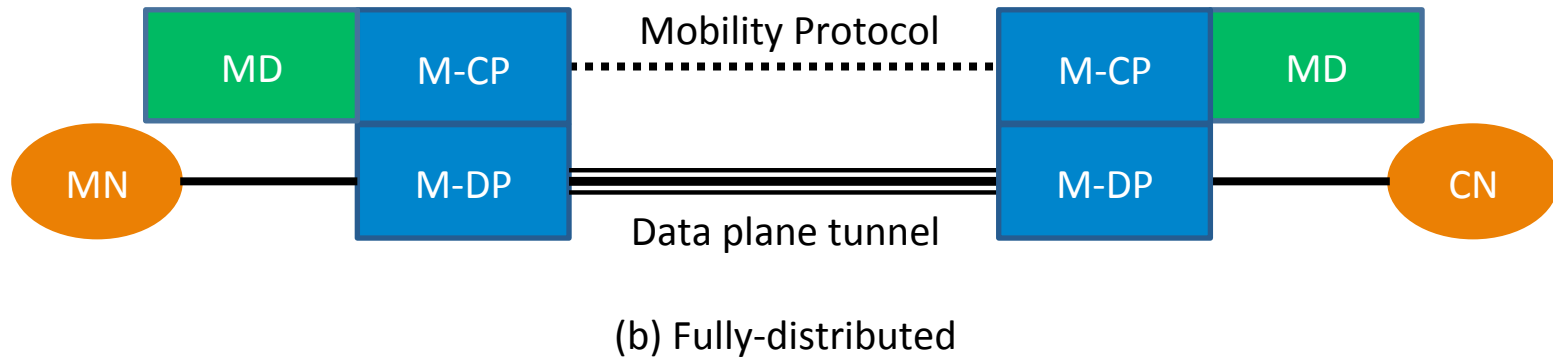 Mobility Protocol
MD M-CP M-CP MD
MN M-DP M-DP CN
Data plane tunnel
(b) Fully-distributed